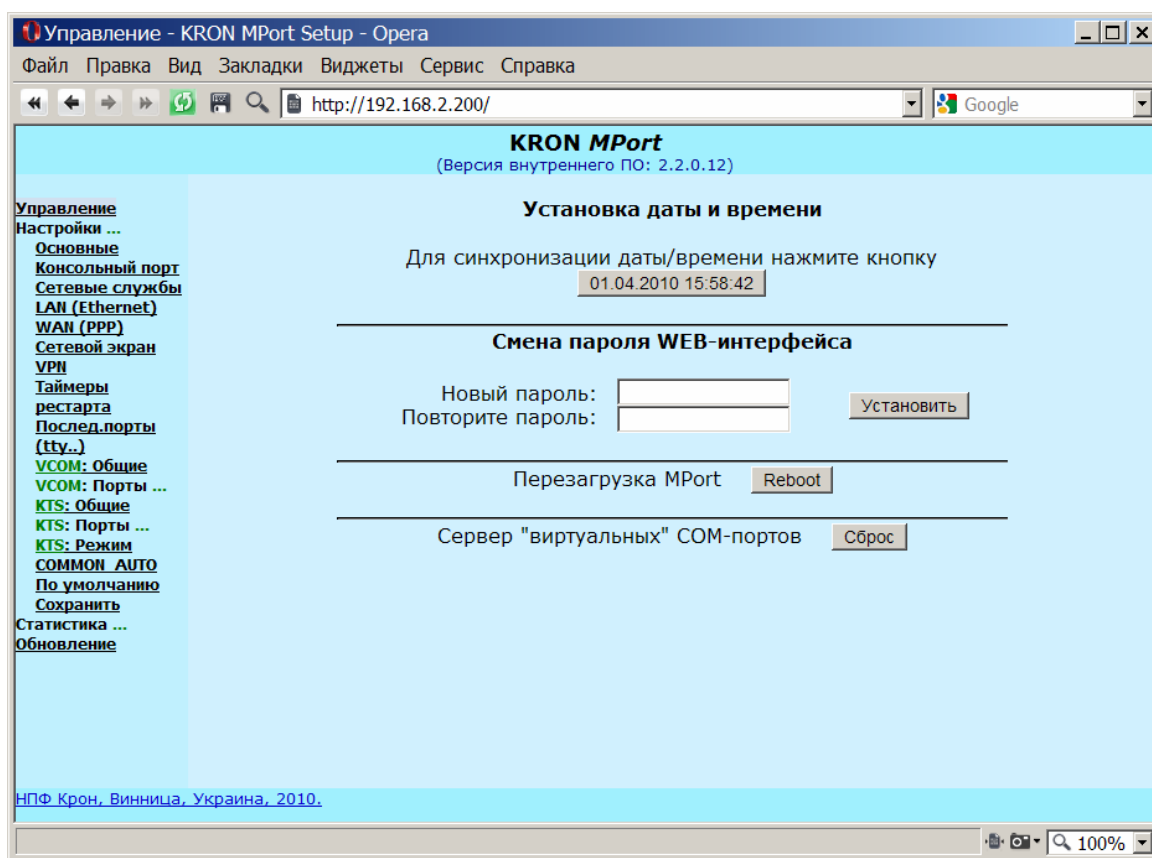 Управление - KRON MPort Setup - Opera
Файл Правка Вид Закладки Виджеты Сервис Справка
http://192.168.2.200/
Google
KRON MPort
(Версия внутреннего ПО: 2.2.0.12)
Управление
Настройки ...
Основные
Консольный порт
Сетевые службы
LAN (Ethernet)
WAN (PPP)
Сетевой экран
VPN
Таймеры
рестарта
Послед.порты
(tty..)
VCOM: Общие
VCOM: Порты ...
KTS: Общие
KTS: Порты ...
KTS: Режим
COMMON_AUTO
По умолчанию
Сохранить
Статистика ...
Обновление
Установка даты и времени
Для синхронизации даты/времени нажмите кнопку
01.04.2010 15:58:42
Смена пароля WEB-интерфейса
Новый пароль:
Повторите пароль:
Установить
Перезагрузка MPort Reboot
Сервер "виртуальных" COM-портов Сброс
НПФ Крон, Винница, Украина, 2010.
100%